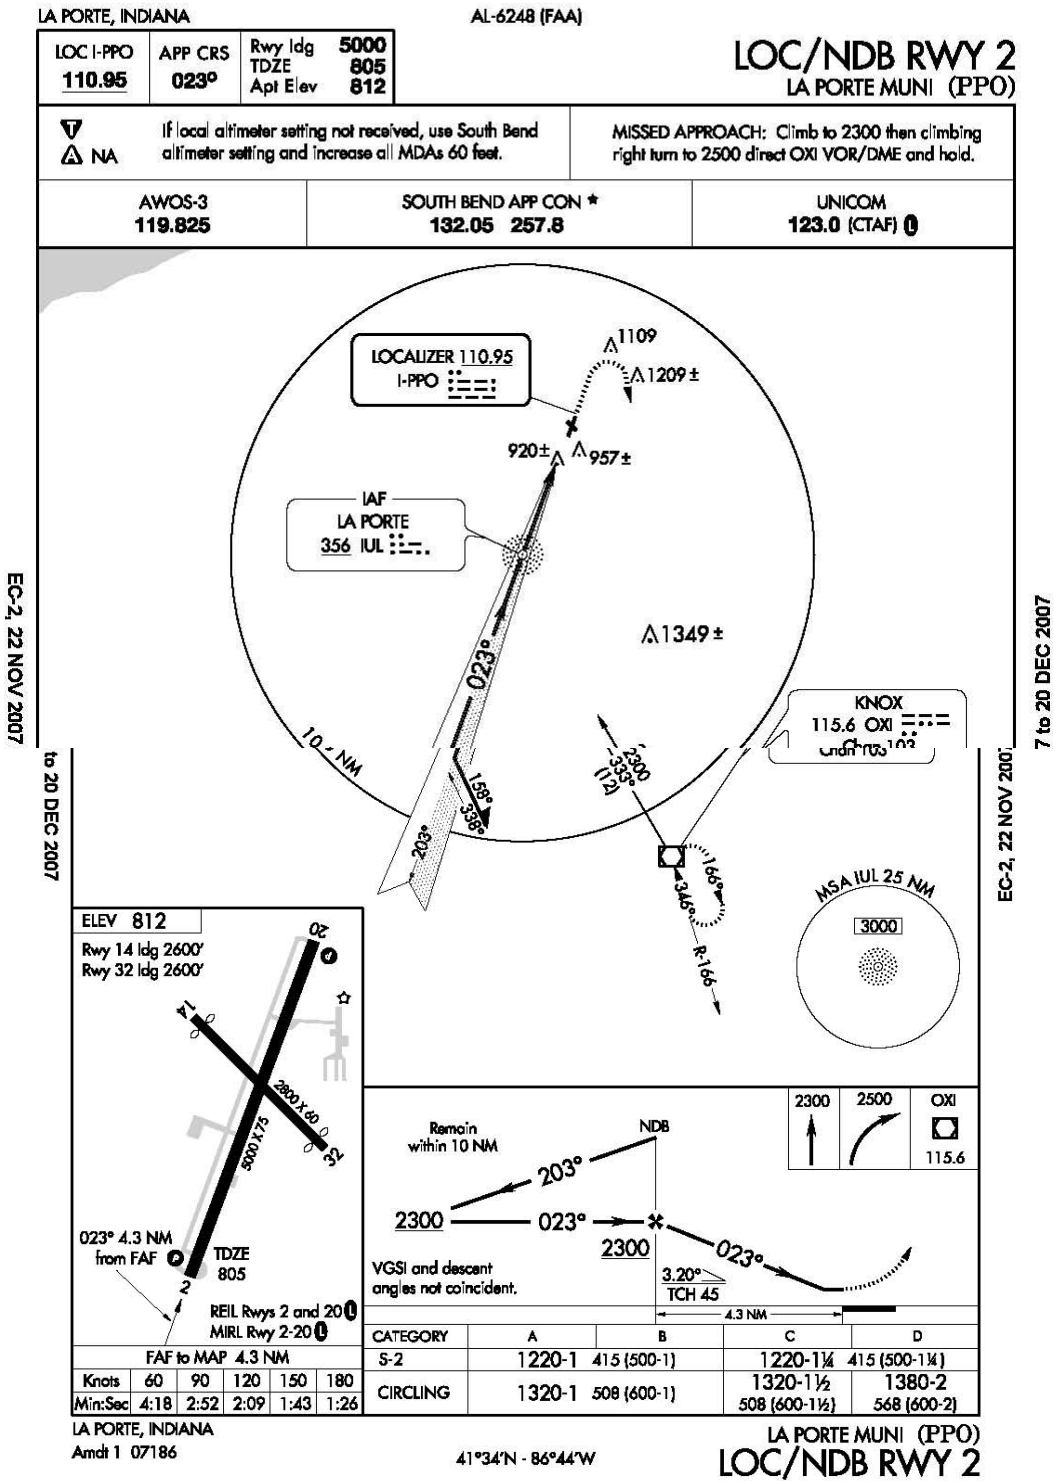 LA PORTE, INDIANA
AL-6248 (FAA)
LOC I-PPO
110.95
APP CRS
023°
Rwy ldg 5000
TDZE 805
Apt Elev 812
LOC/NDB RWY 2
LA PORTE MUNI (PPO)
T
A NA
If local altimeter setting not received, use South Bend
altimeter setting and increase all MDAs 60 feet.
MISSED APPROACH: Climb to 2300 then climbing
right turn to 2500 direct OXI VOR/DME and hold.
AWOS-3
119.825
SOUTH BEND APP CON ★
132.05 257.8
UNICOM
123.0 (CTAF) L
LOCALIZER 110.95
I-PPO
1109
1209 ±
920 ±
957 ±
IAF
LA PORTE
356 IUL
1349 ±
023°
10 NM
KNOX
115.6 OXI
Chan 103
2300
333°
(12)
158°
338°
203°
166°
346°
R-166
MSA IUL 25 NM
3000
EC-2, 22 NOV 2007
7 to 20 DEC 2007
to 20 DEC 2007
EC-2, 22 NOV 2007
ELEV 812
Rwy 14 ldg 2600'
Rwy 32 ldg 2600'
20
P
14
2800 X 60
5000 X 75
32
023° 4.3 NM
from FAF
P
TDZE
805
2
REIL Rwys 2 and 20 L
MIRL Rwy 2-20 L
FAF to MAP 4.3 NM
Knots 60 90 120 150 180
Min:Sec 4:18 2:52 2:09 1:43 1:26
Remain
within 10 NM
NDB
203°
2300
023°
2300
023°
VGSI and descent
angles not coincident.
3.20°
TCH 45
4.3 NM
2300
2500
OXI
115.6
CATEGORY A B C D
S-2 1220-1 415 (500-1) 1220-1¼ 415 (500-1¼)
CIRCLING 1320-1 508 (600-1) 1320-1½ 508 (600-1½) 1380-2 568 (600-2)
LA PORTE, INDIANA
Amdt 1 07186
41°34'N - 86°44'W
LA PORTE MUNI (PPO)
LOC/NDB RWY 2